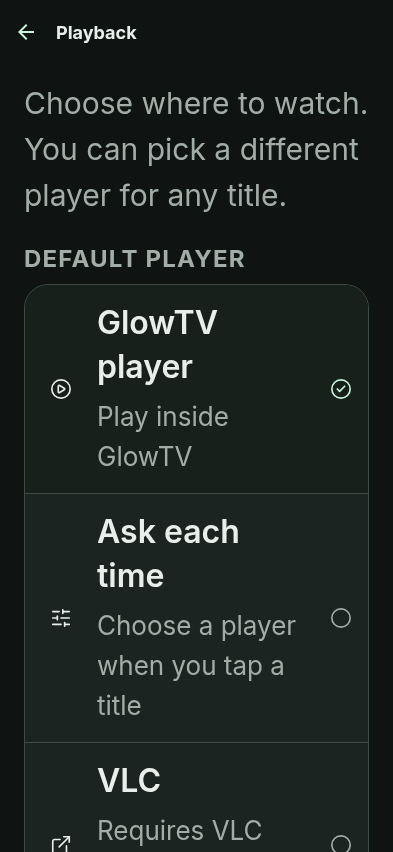 Playback
Choose where to watch.
You can pick a different
player for any title.
DEFAULT PLAYER
GlowTV
player
Play inside
GlowTV
Ask each
time
Choose a player
when you tap a
title
VLC
Requires VLC